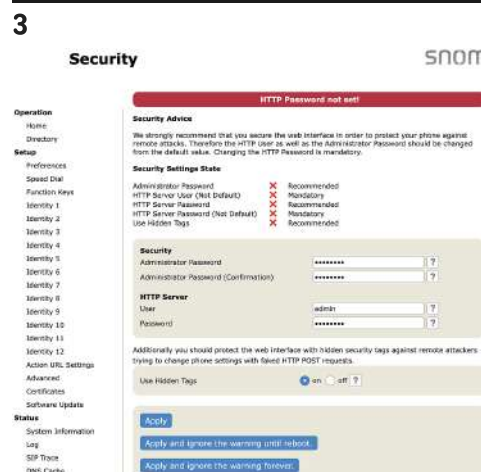 3
Security
snom
HTTP Password not set!
Operation
Home
Directory
Setup
Preferences
Speed Dial
Function Keys
Identity 1
Identity 2
Identity 3
Identity 4
Identity 5
Identity 6
Identity 7
Identity 8
Identity 9
Identity 10
Identity 11
Identity 12
Action URL Settings
Advanced
Certificates
Software Update
Status
System Information
Log
SIP Trace
DNS Cache
Security Advice
We strongly recommend that you secure the web interface in order to protect your phone against
remote attacks. Therefore the HTTP User as well as the Administrator Password should be changed
from the default value. Changing the HTTP Password is mandatory.
Security Settings State
Administrator Password Recommended
HTTP Server User (Not Default) Mandatory
HTTP Server Password Recommended
HTTP Server Password (Not Default) Mandatory
Use Hidden Tags Recommended
Security
Administrator Password •••••••• ?
Administrator Password (Confirmation) •••••••• ?
HTTP Server
User admin ?
Password •••••••• ?
Additionally you should protect the web interface with hidden security tags against remote attackers
trying to change phone settings with faked HTTP POST requests.
Use Hidden Tags on off ?
Apply
Apply and ignore the warning until reboot.
Apply and ignore the warning forever.